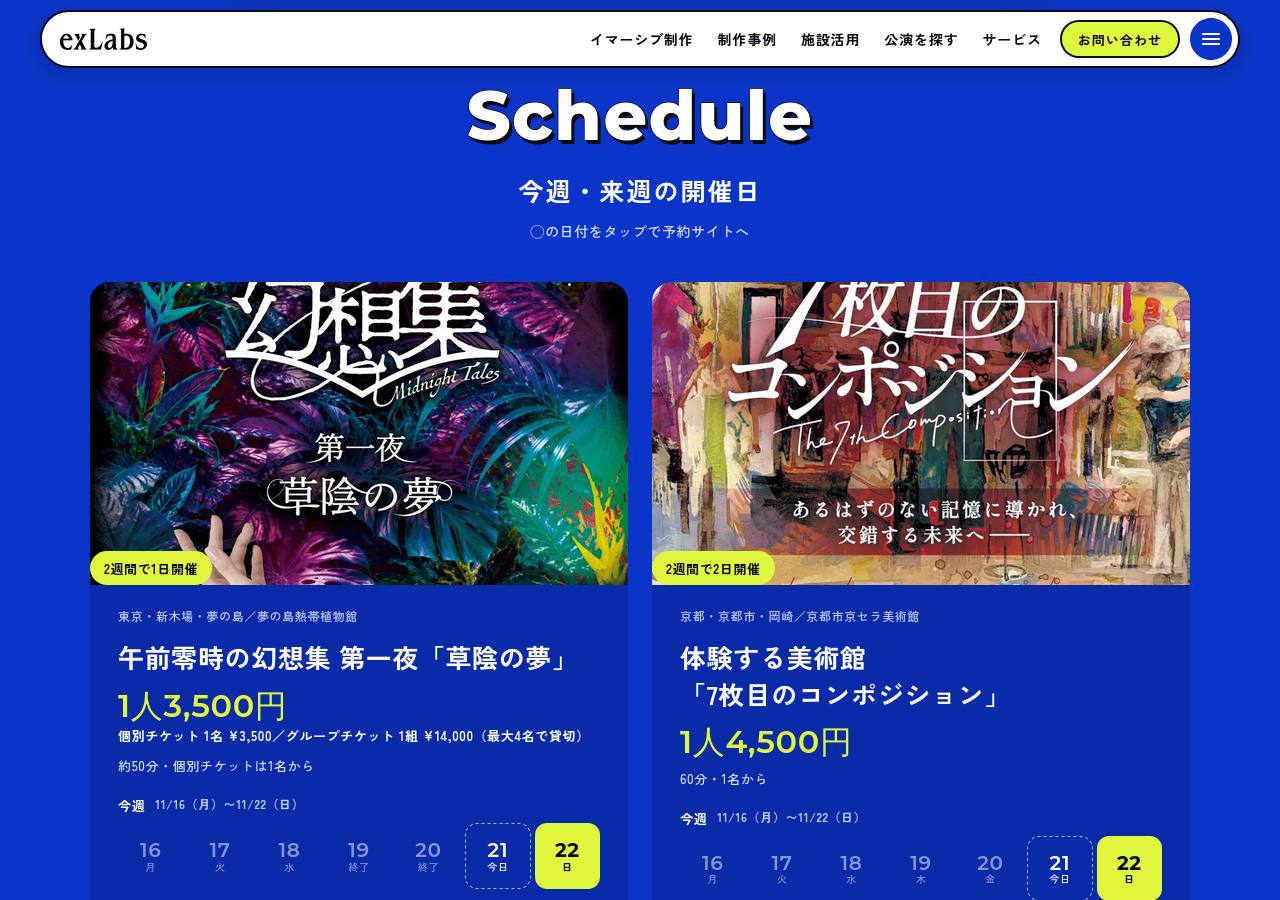 exLabs
イマーシブ制作 制作事例 施設活用 公演を探す サービス お問い合わせ
Schedule
今週・来週の開催日
◯の日付をタップで予約サイトへ
幻想集
Midnight Tales
第一夜
草陰の夢
2週間で1日開催
東京・新木場・夢の島／夢の島熱帯植物館
午前零時の幻想集 第一夜「草陰の夢」
1人3,500円
個別チケット 1名 ¥3,500／グループチケット 1組 ¥14,000（最大4名で貸切）
約50分・個別チケットは1名から
今週 11/16（月）〜11/22（日）
16 17 18 19 20 21 22
月 火 水 終了 終了 今日 日
7枚目の
コンポジション
The 7th Composition
あるはずのない記憶に導かれ、
交錯する未来へ――
2週間で2日開催
京都・京都市・岡崎／京都市京セラ美術館
体験する美術館
「7枚目のコンポジション」
1人4,500円
60分・1名から
今週 11/16（月）〜11/22（日）
16 17 18 19 20 21 22
月 火 水 木 金 今日 日